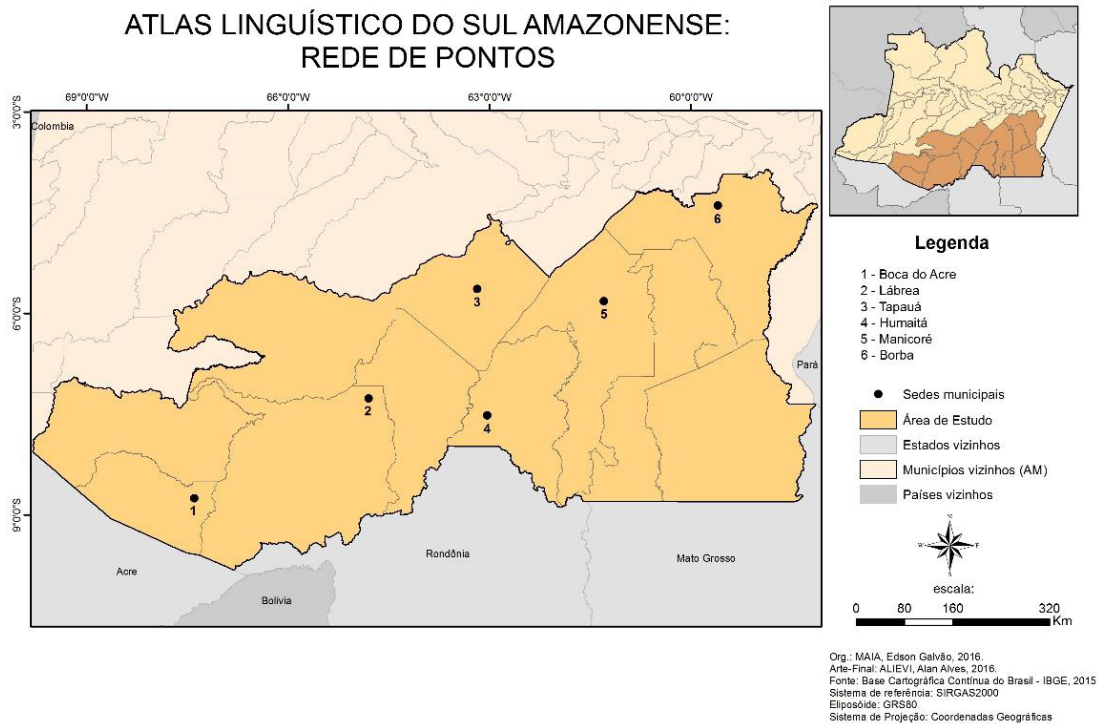 ATLAS LINGUÍSTICO DO SUL AMAZONENSE:
REDE DE PONTOS
69°0'0"S 66°0'0"S 63°0'0"S 60°0'0"S
3°0'0"S
Colombia
6
3
5
6°0'0"S
Pará
2
4
1
9°0'0"S
Rondônia
Mato Grosso
Acre
Bolivia
Legenda
1 - Boca do Acre
2 - Lábrea
3 - Tapauá
4 - Humaitá
5 - Manicoré
6 - Borba
Sedes municipais
Área de Estudo
Estados vizinhos
Municípios vizinhos (AM)
Países vizinhos
N
W E
S
escala:
0 80 160 320
Km
Org.: MAIA, Edson Galvão, 2016.
Arte-Final: ALIEVI, Alan Alves, 2016.
Fonte: Base Cartográfica Contínua do Brasil - IBGE, 2015
Sistema de referência: SIRGAS2000
Eliposóide: GRS80
Sistema de Projeção: Coordenadas Geográficas